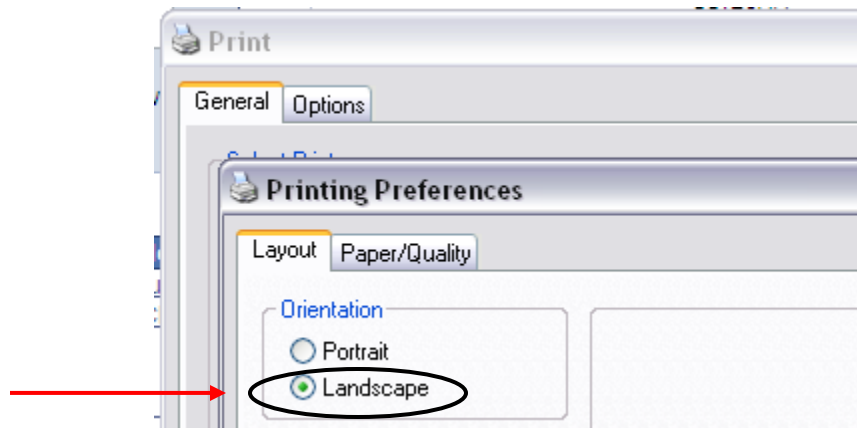 Print
General Options
Printing Preferences
Layout Paper/Quality
Orientation
Portrait
Landscape